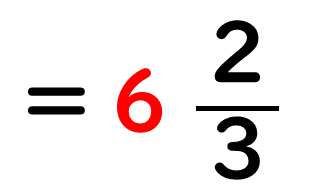 = 6 2/3